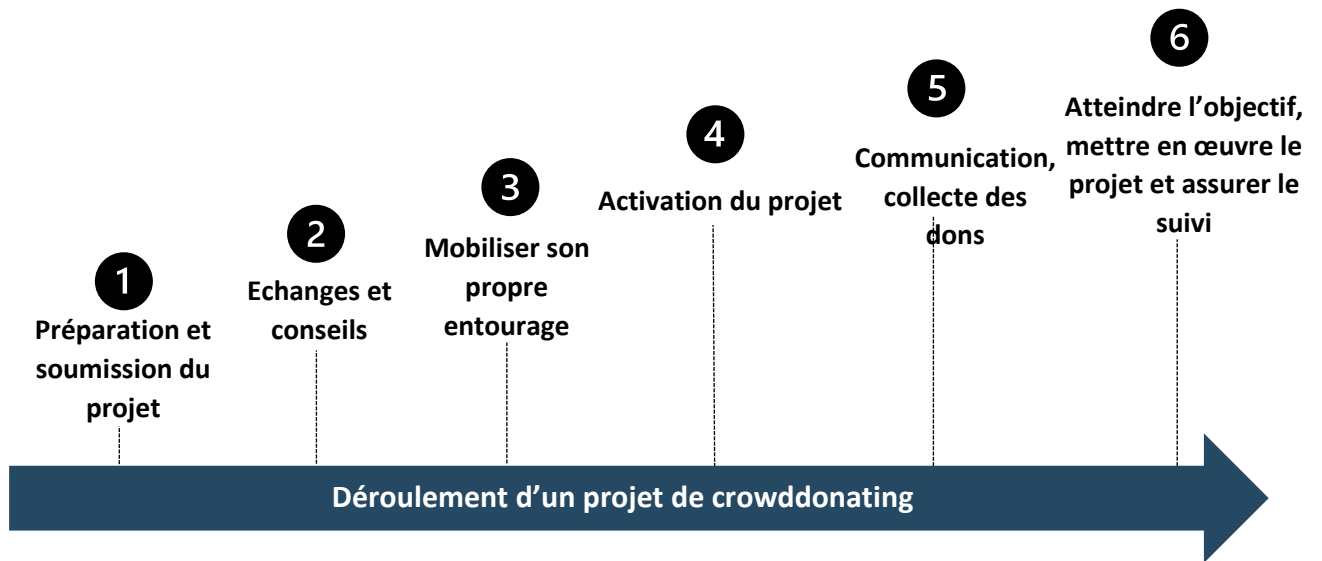 1
Préparation et
soumission du
projet
2
Echanges et
conseils
3
Mobiliser son
propre
entourage
4
Activation du projet
5
Communication,
collecte des
dons
6
Atteindre l’objectif,
mettre en œuvre le
projet et assurer le
suivi
Déroulement d’un projet de crowddonating